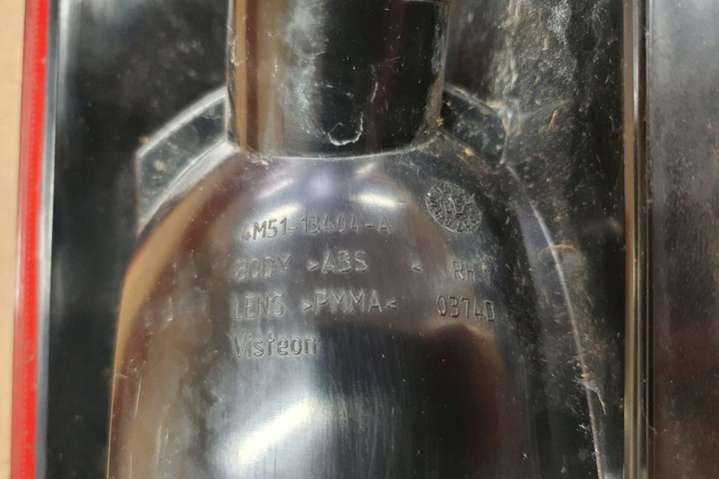 4M51-13404-A
BODY >ABS < RH
LENS >PMMA< 03740
Visteon